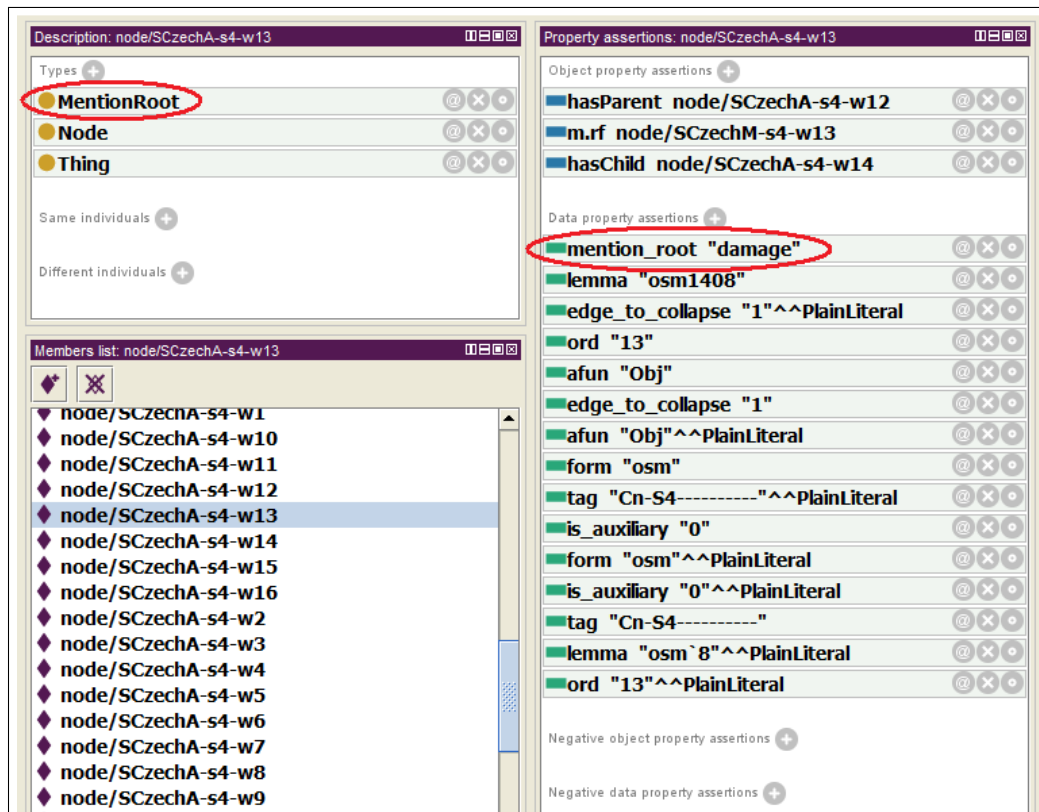 Description: node/SCzechA-s4-w13
Types
MentionRoot
Node
Thing
Same individuals
Different individuals
Members list: node/SCzechA-s4-w13
node/SCzechA-s4-w1
node/SCzechA-s4-w10
node/SCzechA-s4-w11
node/SCzechA-s4-w12
node/SCzechA-s4-w13
node/SCzechA-s4-w14
node/SCzechA-s4-w15
node/SCzechA-s4-w16
node/SCzechA-s4-w2
node/SCzechA-s4-w3
node/SCzechA-s4-w4
node/SCzechA-s4-w5
node/SCzechA-s4-w6
node/SCzechA-s4-w7
node/SCzechA-s4-w8
node/SCzechA-s4-w9
Property assertions: node/SCzechA-s4-w13
Object property assertions
hasParent node/SCzechA-s4-w12
m.rf node/SCzechM-s4-w13
hasChild node/SCzechA-s4-w14
Data property assertions
mention_root "damage"
lemma "osm1408"
edge_to_collapse "1"^^PlainLiteral
ord "13"
afun "Obj"
edge_to_collapse "1"
afun "Obj"^^PlainLiteral
form "osm"
tag "Cn-S4----------"^^PlainLiteral
is_auxiliary "0"
form "osm"^^PlainLiteral
is_auxiliary "0"^^PlainLiteral
tag "Cn-S4----------"
lemma "osm`8"^^PlainLiteral
ord "13"^^PlainLiteral
Negative object property assertions
Negative data property assertions